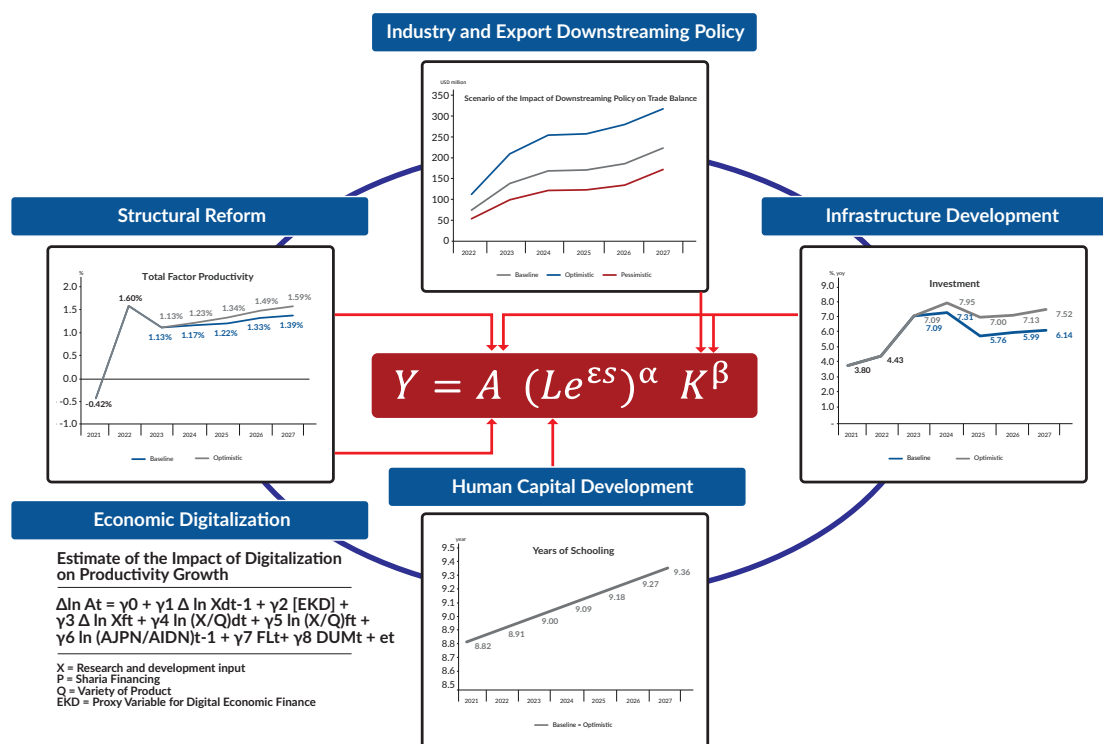 Industry and Export Downstreaming Policy
USD million
Scenario of the Impact of Downstreaming Policy on Trade Balance
350
300
250
200
150
100
50
0
2022 2023 2024 2025 2026 2027
Baseline Optimistic Pessimistic
Structural Reform
%
Total Factor Productivity
2.0
1.5
1.0
0.5
0.0
-0.5
-1.0
1.60%
1.13% 1.23% 1.34% 1.49% 1.59%
1.13% 1.17% 1.22% 1.33% 1.39%
-0.42%
2021 2022 2023 2024 2025 2026 2027
Baseline Optimistic
Infrastructure Development
%, yoy
Investment
9.0
8.0
7.0
6.0
5.0
4.0
3.0
2.0
1.0
-
3.80 4.43 7.09 7.95 7.00 7.13 7.52
7.09 7.31 5.76 5.99 6.14
2021 2022 2023 2024 2025 2026 2027
Baseline Optimistic
Y = A (Le^εs)^α K^β
Human Capital Development
year
Years of Schooling
9.5
9.4
9.3
9.2
9.1
9.0
8.9
8.8
8.7
8.6
8.5
8.82 8.91 9.00 9.09 9.18 9.27 9.36
2021 2022 2023 2024 2025 2026 2027
Baseline = Optimistic
Economic Digitalization
Estimate of the Impact of Digitalization
on Productivity Growth
Δln At = γ0 + γ1 Δ ln Xdt-1 + γ2 [EKD] +
γ3 Δ ln Xft + γ4 ln (X/Q)dt + γ5 ln (X/Q)ft +
γ6 ln (AJPN/AIDN)t-1 + γ7 FLt+ γ8 DUMt + et
X = Research and development input
P = Sharia Financing
Q = Variety of Product
EKD = Proxy Variable for Digital Economic Finance